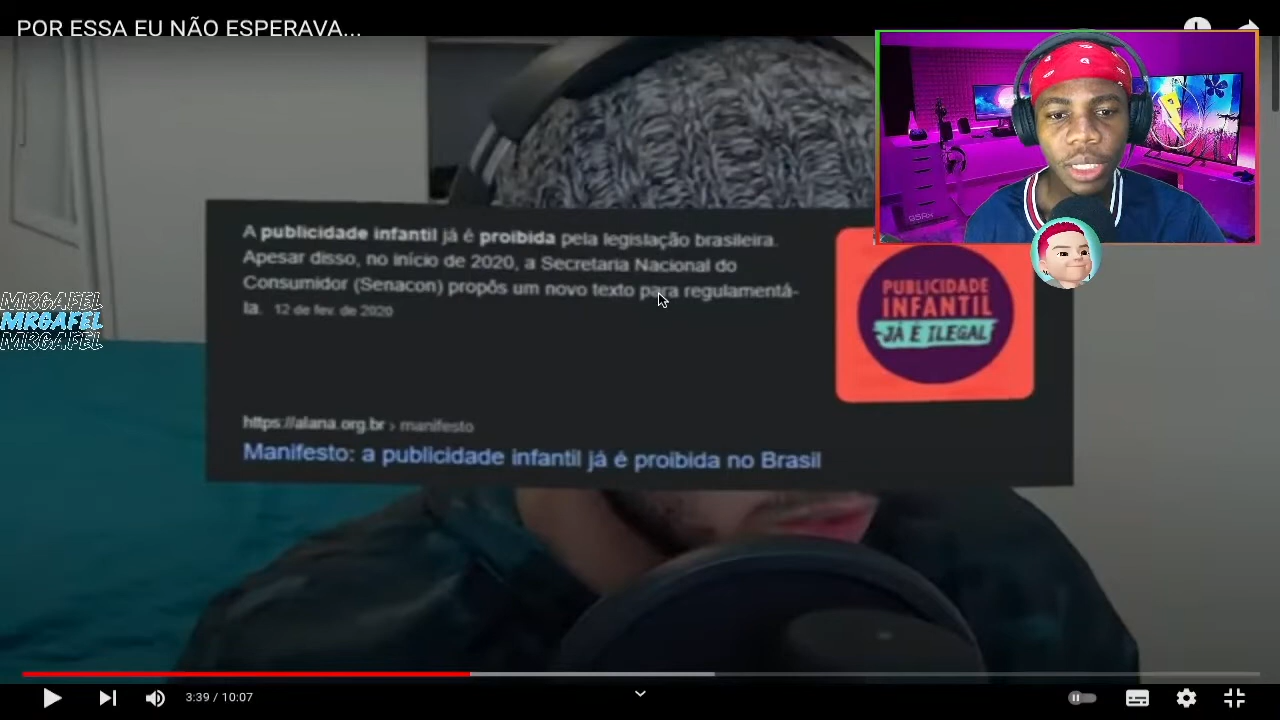 POR ESSA EU NÃO ESPERAVA...
A publicidade infantil já é proibida pela legislação brasileira.
Apesar disso, no início de 2020, a Secretaria Nacional do
Consumidor (Senacon) propôs um novo texto para regulamentá-
la. 12 de fev. de 2020
PUBLICIDADE
INFANTIL
JÁ É ILEGAL
MRGAFEL
MRGAFEL
MRGAFEL
https://alana.org.br › manifesto
Manifesto: a publicidade infantil já é proibida no Brasil
3:39 / 10:07